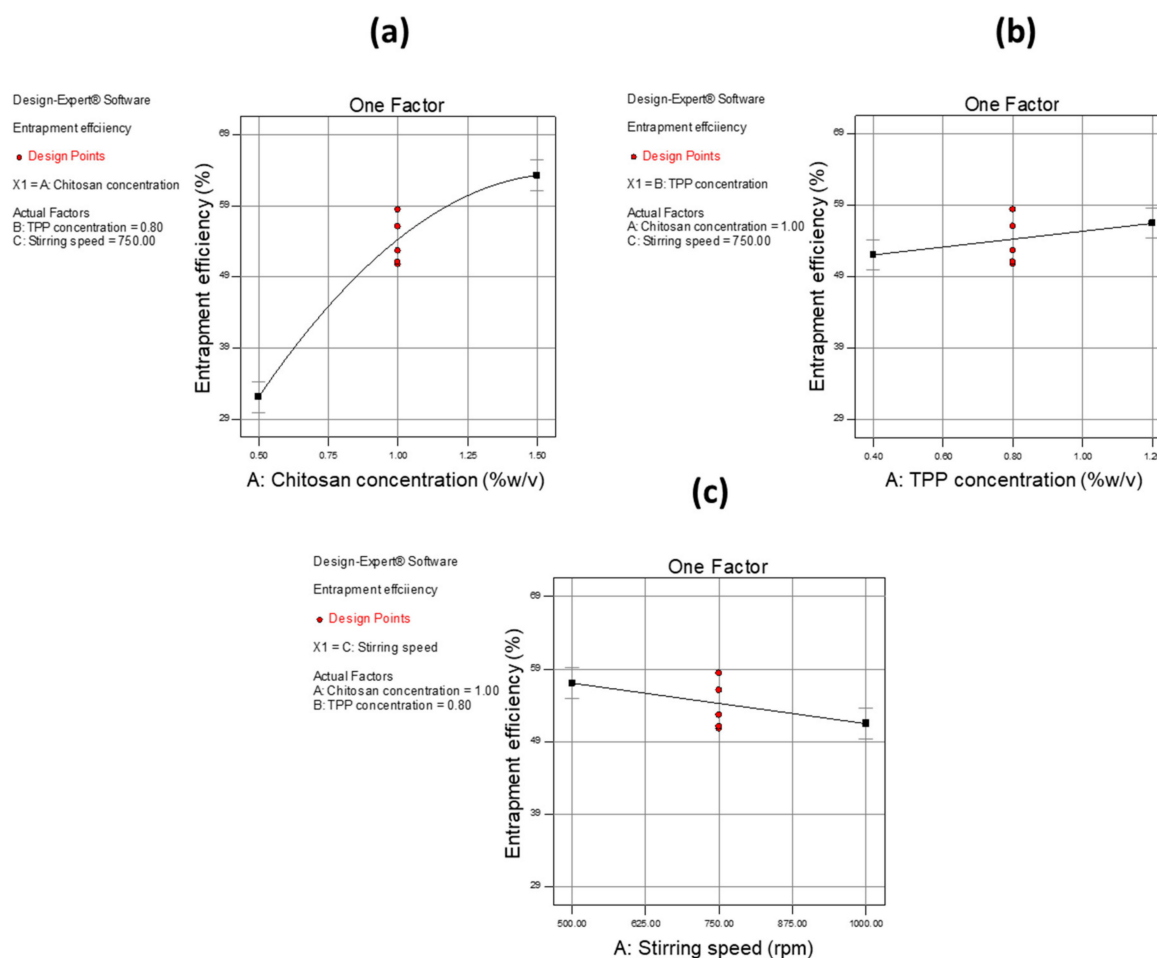 (a)
Design-Expert® Software
Entrapment effciiency
Design Points
X1 = A: Chitosan concentration
Actual Factors
B: TPP concentration = 0.80
C: Stirring speed = 750.00
One Factor
Entrapment efficiency (%)
69
59
49
39
29
0.50 0.75 1.00 1.25 1.50
A: Chitosan concentration (%w/v)
(b)
Design-Expert® Software
Entrapment effciiency
Design Points
X1 = B: TPP concentration
Actual Factors
A: Chitosan concentration = 1.00
C: Stirring speed = 750.00
One Factor
Entrapment efficiency (%)
69
59
49
39
29
0.40 0.60 0.80 1.00 1.20
A: TPP concentration (%w/v)
(c)
Design-Expert® Software
Entrapment effciiency
Design Points
X1 = C: Stirring speed
Actual Factors
A: Chitosan concentration = 1.00
B: TPP concentration = 0.80
One Factor
Entrapment efficiency (%)
69
59
49
39
29
500.00 625.00 750.00 875.00 1000.00
A: Stirring speed (rpm)